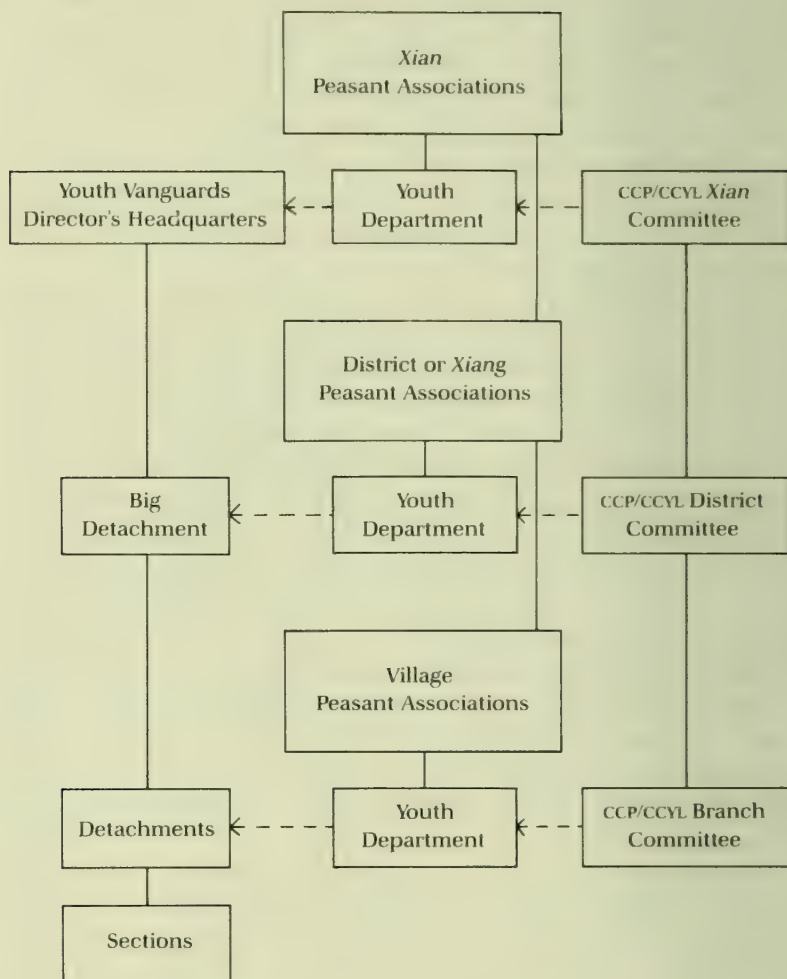 Xian
Peasant Associations
Youth Vanguards
Director's Headquarters
Youth
Department
CCP/CCYL Xian
Committee
District or Xiang
Peasant Associations
Big
Detachment
Youth
Department
CCP/CCYL District
Committee
Village
Peasant Associations
Detachments
Youth
Department
CCP/CCYL Branch
Committee
Sections